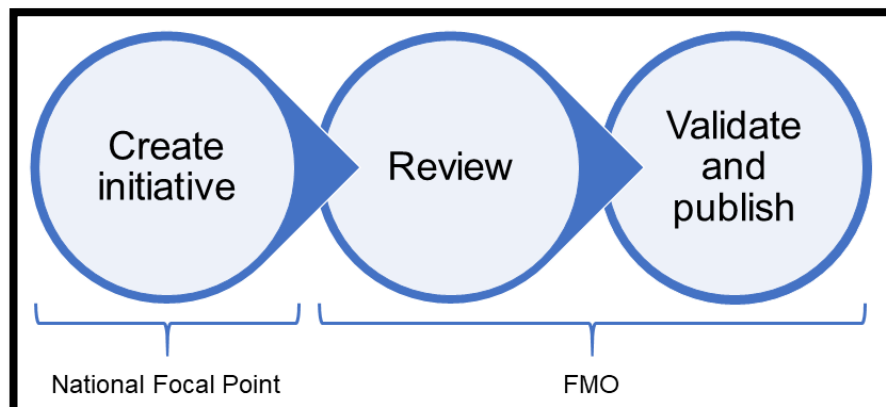 Create
initiative
Review
Validate
and
publish
National Focal Point
FMO